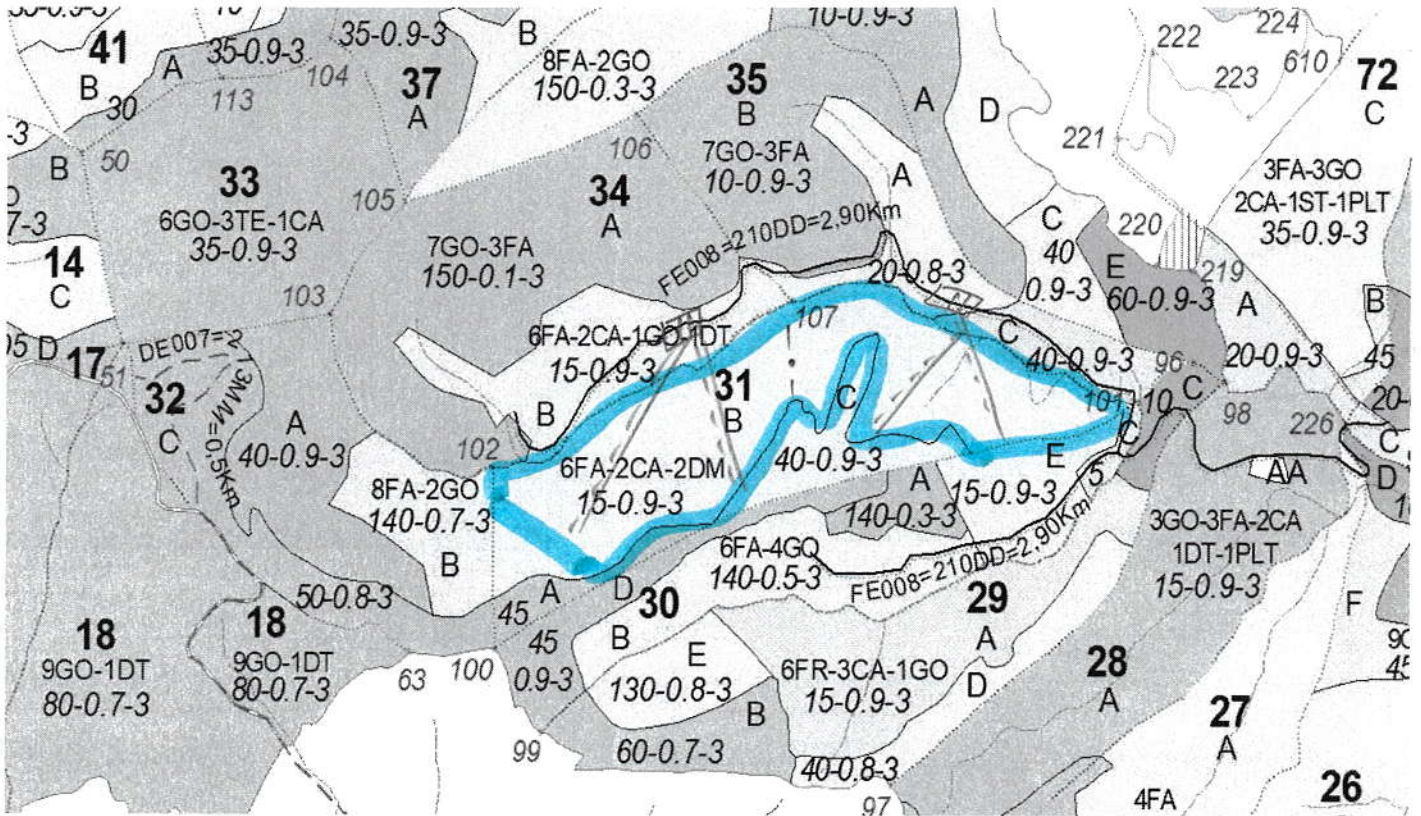 41
B
30
A
35-0.9-3
113
104
35-0.9-3
37
A
B
8FA-2GO
150-0.3-3
10-0.9-3
35
B
7GO-3FA
10-0.9-3
A
D
222
224
223
610
221
72
C
3FA-3GO
2CA-1ST-1PLT
35-0.9-3
-3
B
50
7-3
14
C
33
6GO-3TE-1CA
35-0.9-3
105
106
34
A
7GO-3FA
150-0.1-3
103
A
FE008=210DD=2,90Km
20-0.8-3
C
40
0.9-3
220
E
60-0.9-3
219
A
B
45
20-0.9-3
D
17
51
32
C
A
40-0.9-3
102
6FA-2CA-1GO-1DT
15-0.9-3
B
107
31
B
C
C
40-0.9-3
96
101
10
C
C
98
226
20-
C
D
8FA-2GO
140-0.7-3
B
6FA-2CA-2DM
15-0.9-3
40-0.9-3
A
140-0.3-3
E
15-0.9-3
5
AA
3GO-3FA-2CA
1DT-1PLT
15-0.9-3
6FA-4GO
140-0.5-3
FE008=210DD=2,90Km
50-0.8-3
45
A
D
30
B
29
A
F
18
9GO-1DT
80-0.7-3
18
9GO-1DT
80-0.7-3
63
100
45
0.9-3
E
130-0.8-3
B
6FR-3CA-1GO
15-0.9-3
D
28
A
27
A
99
60-0.7-3
40-0.8-3
97
4FA
26